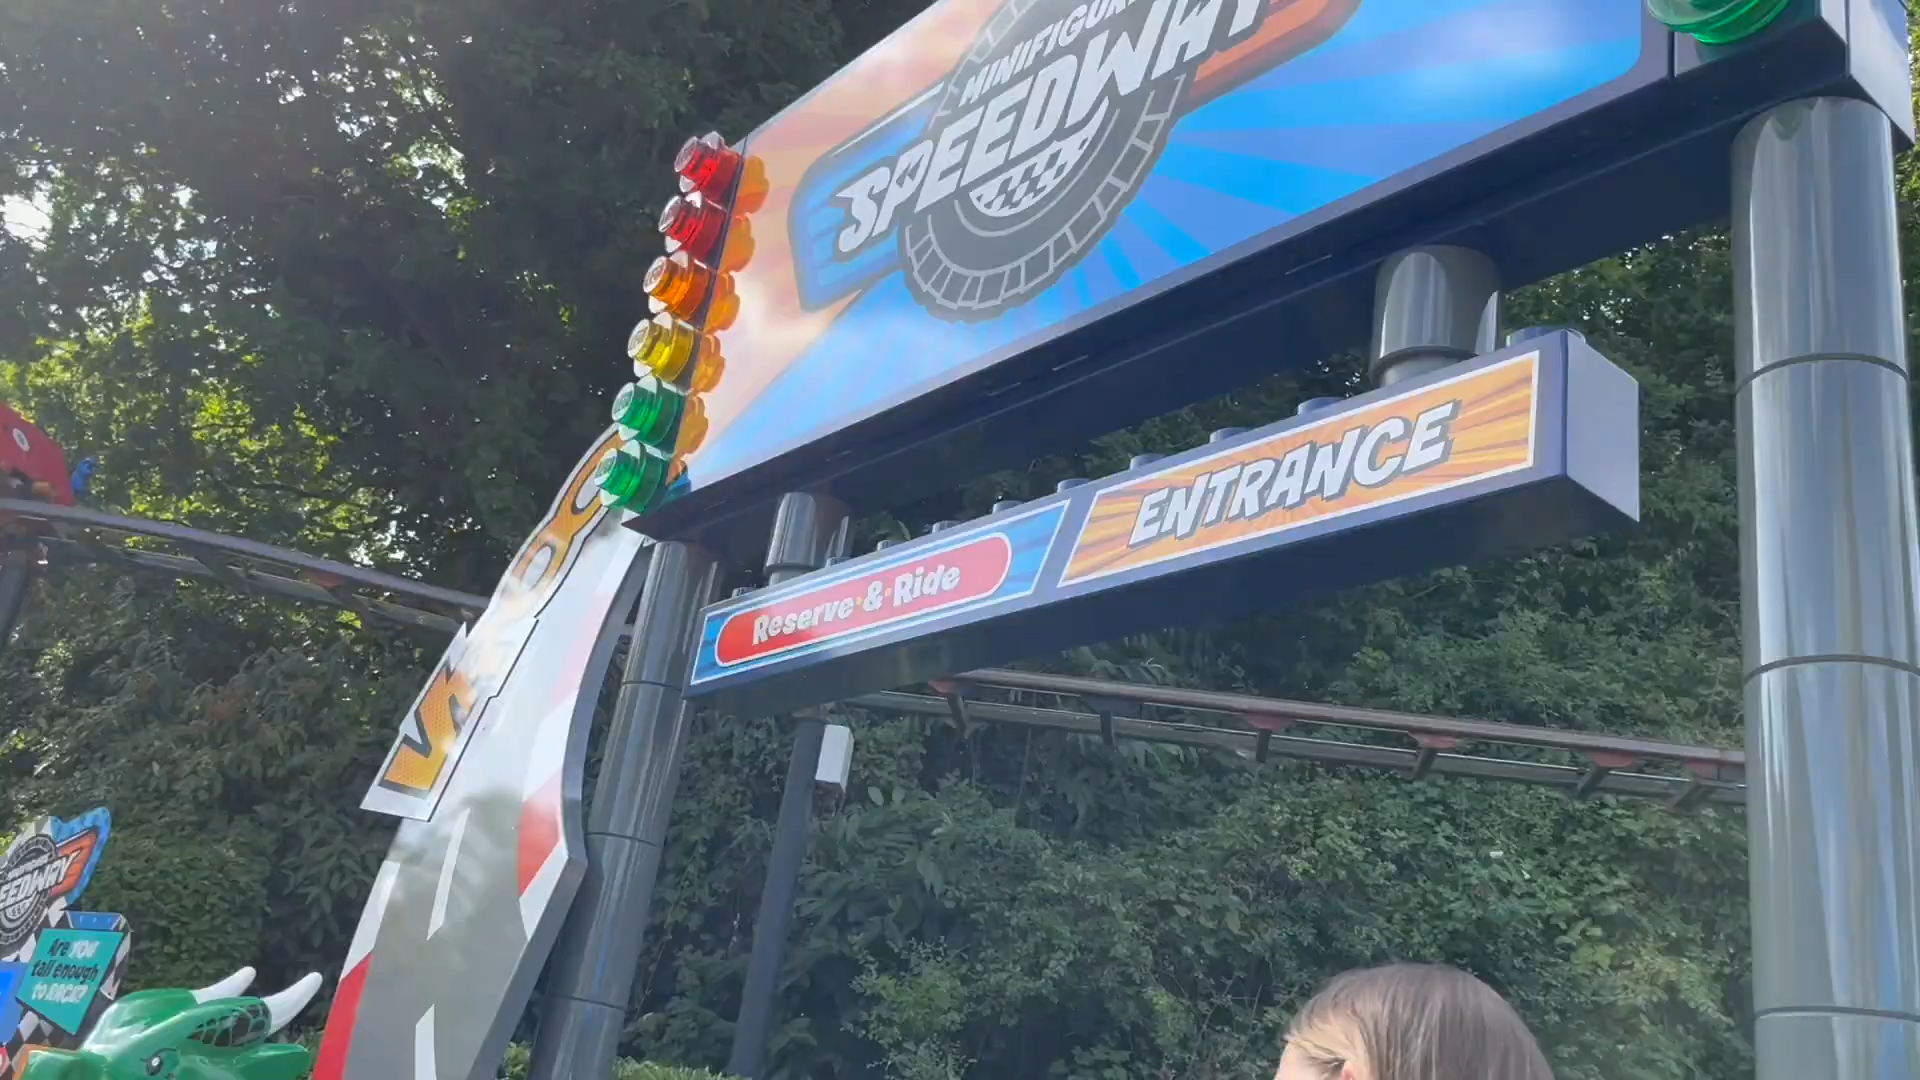 MINIFIGURE
SPEEDWAY
ENTRANCE
Reserve & Ride
SPEEDWAY
Are YOU
tall enough
to RACE?